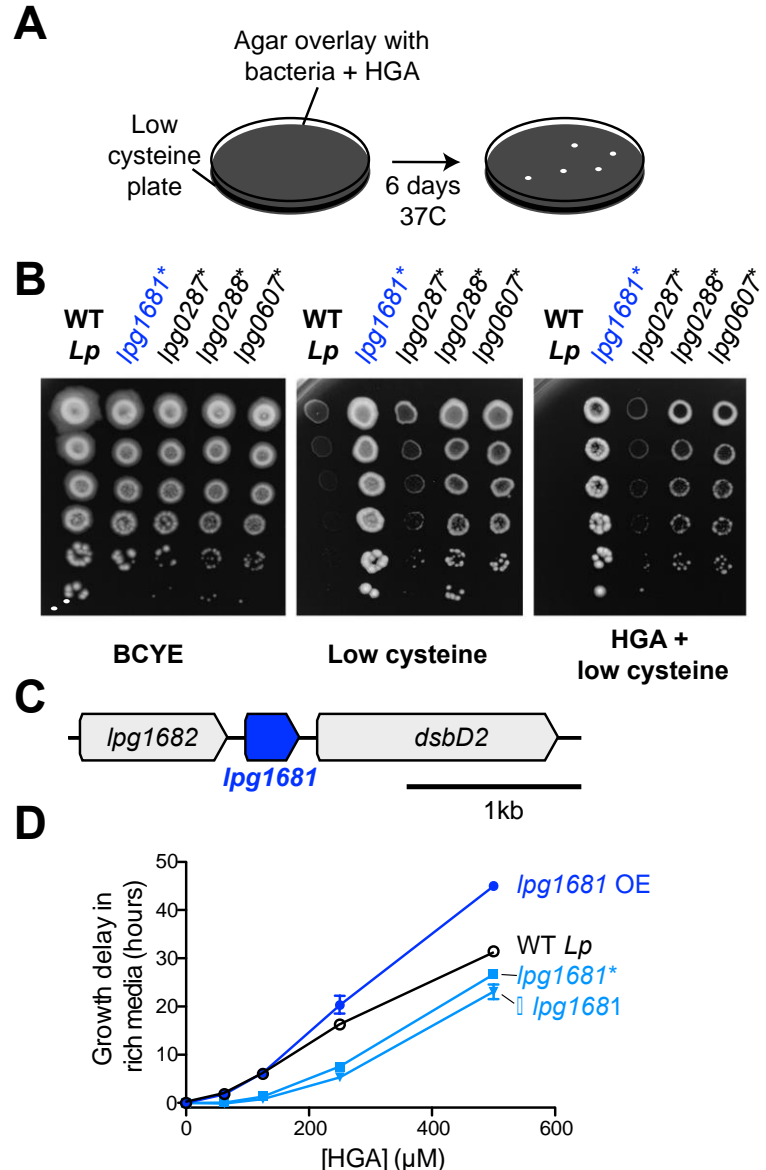 A
Agar overlay with
bacteria + HGA
Low
cysteine
plate
6 days
37C
B
WT
Lp
lpg1681*
lpg0287*
lpg0288*
lpg0607*
WT
Lp
lpg1681*
lpg0287*
lpg0288*
lpg0607*
WT
Lp
lpg1681*
lpg0287*
lpg0288*
lpg0607*
BCYE
Low cysteine
HGA +
low cysteine
C
lpg1682
lpg1681
dsbD2
1kb
D
Growth delay in
rich media (hours)
50
40
30
20
10
0
0
200
400
600
[HGA] (µM)
lpg1681 OE
WT Lp
lpg1681*
▯ lpg1681